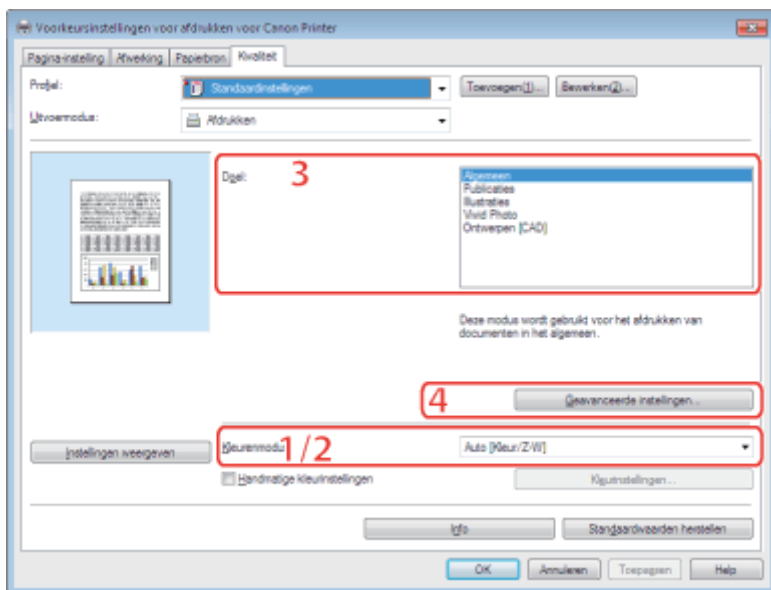 Voorkeursinstellingen voor afdrukken voor Canon Printer
Pagina-instelling Afwerking Papierbron Kwaliteit
Profiel: Standaardinstellingen Toevoegen(1)... Bewerken(2)...
Uitvoermodus: Afdrukken
3
Doel: Algemeen
Publicaties
Illustraties
Vivid Photo
Ontwerpen [CAD]
Deze modus wordt gebruikt voor het afdrukken van
documenten in het algemeen.
4 Geavanceerde instellingen...
Instellingen weergeven Kleurenmodus 1/2 Auto [Kleur/Z-W]
Handmatige kleurinstellingen Kleurinstellingen...
Info Standaardwaarden herstellen
OK Annuleren Toepassen Help